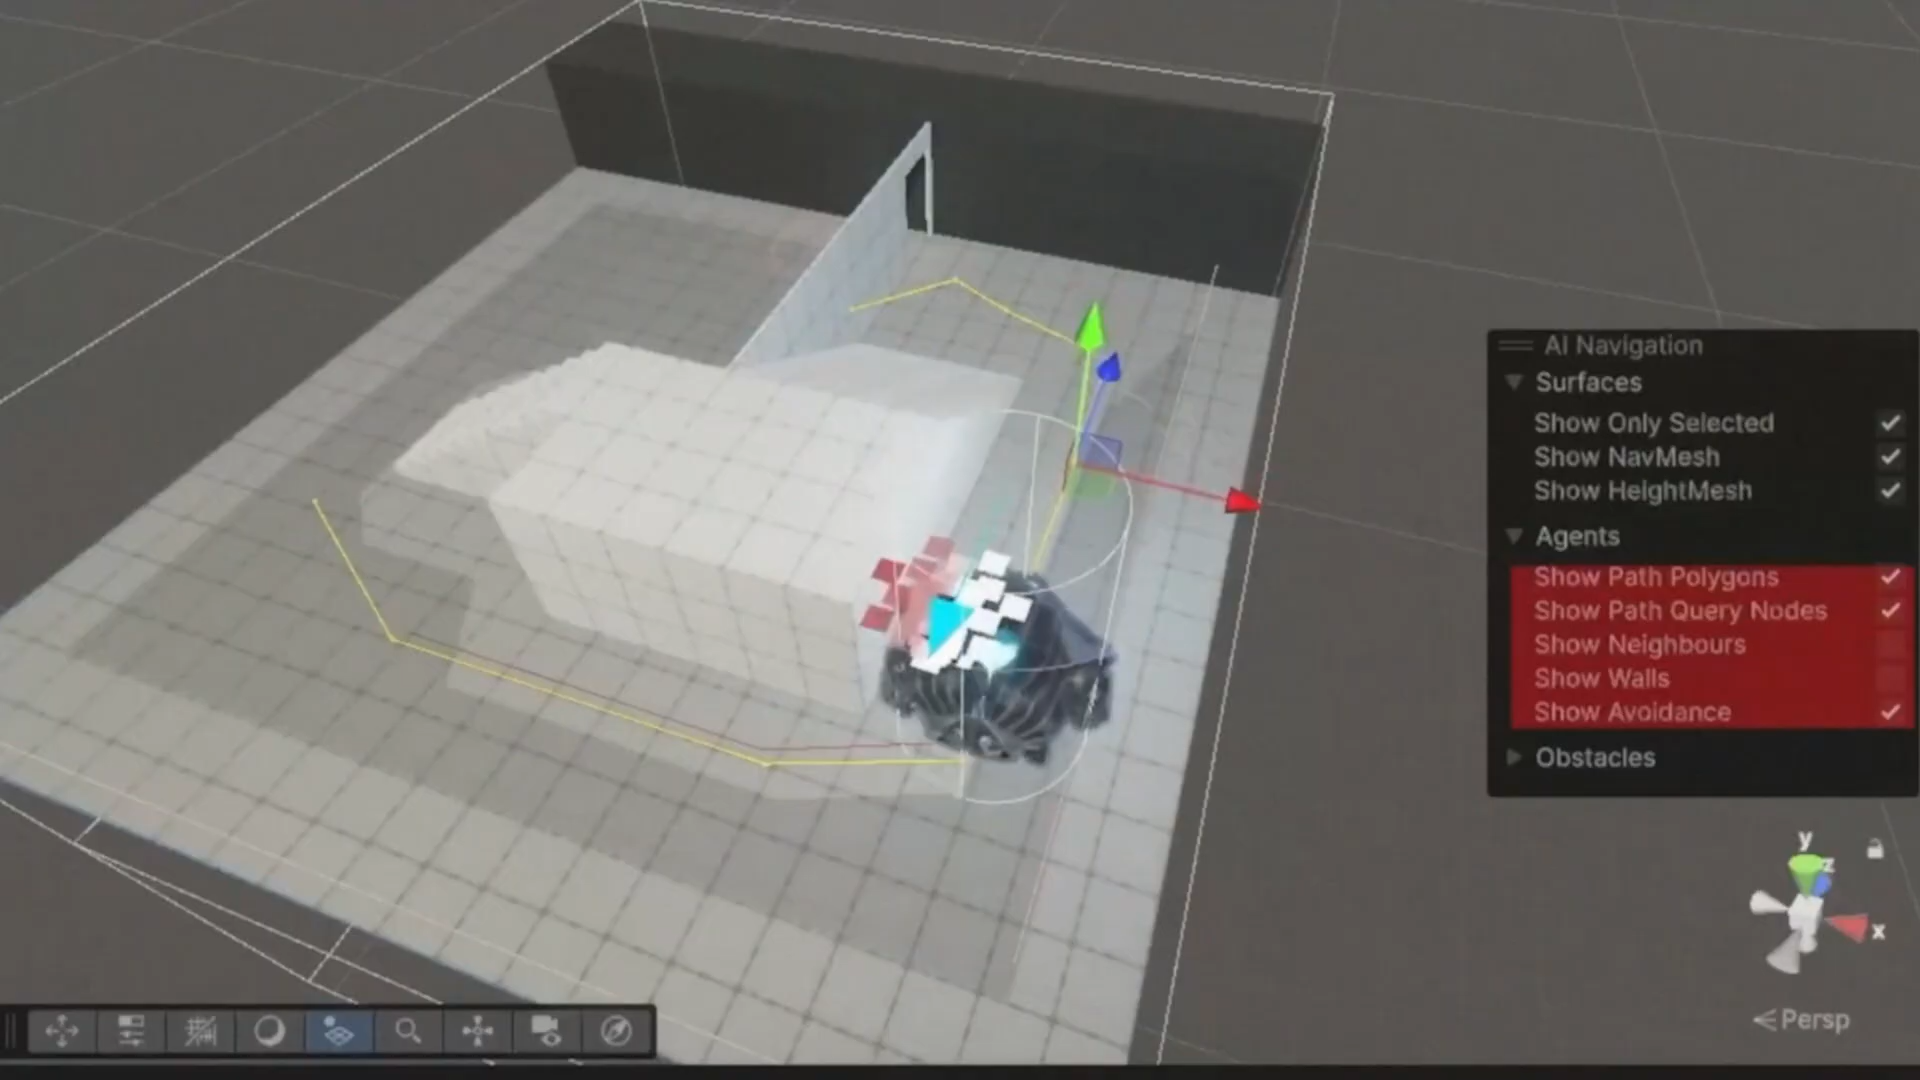 AI Navigation
Surfaces
Show Only Selected
Show NavMesh
Show HeightMesh
Agents
Show Path Polygons
Show Path Query Nodes
Show Neighbours
Show Walls
Show Avoidance
Obstacles
y
z
x
Persp